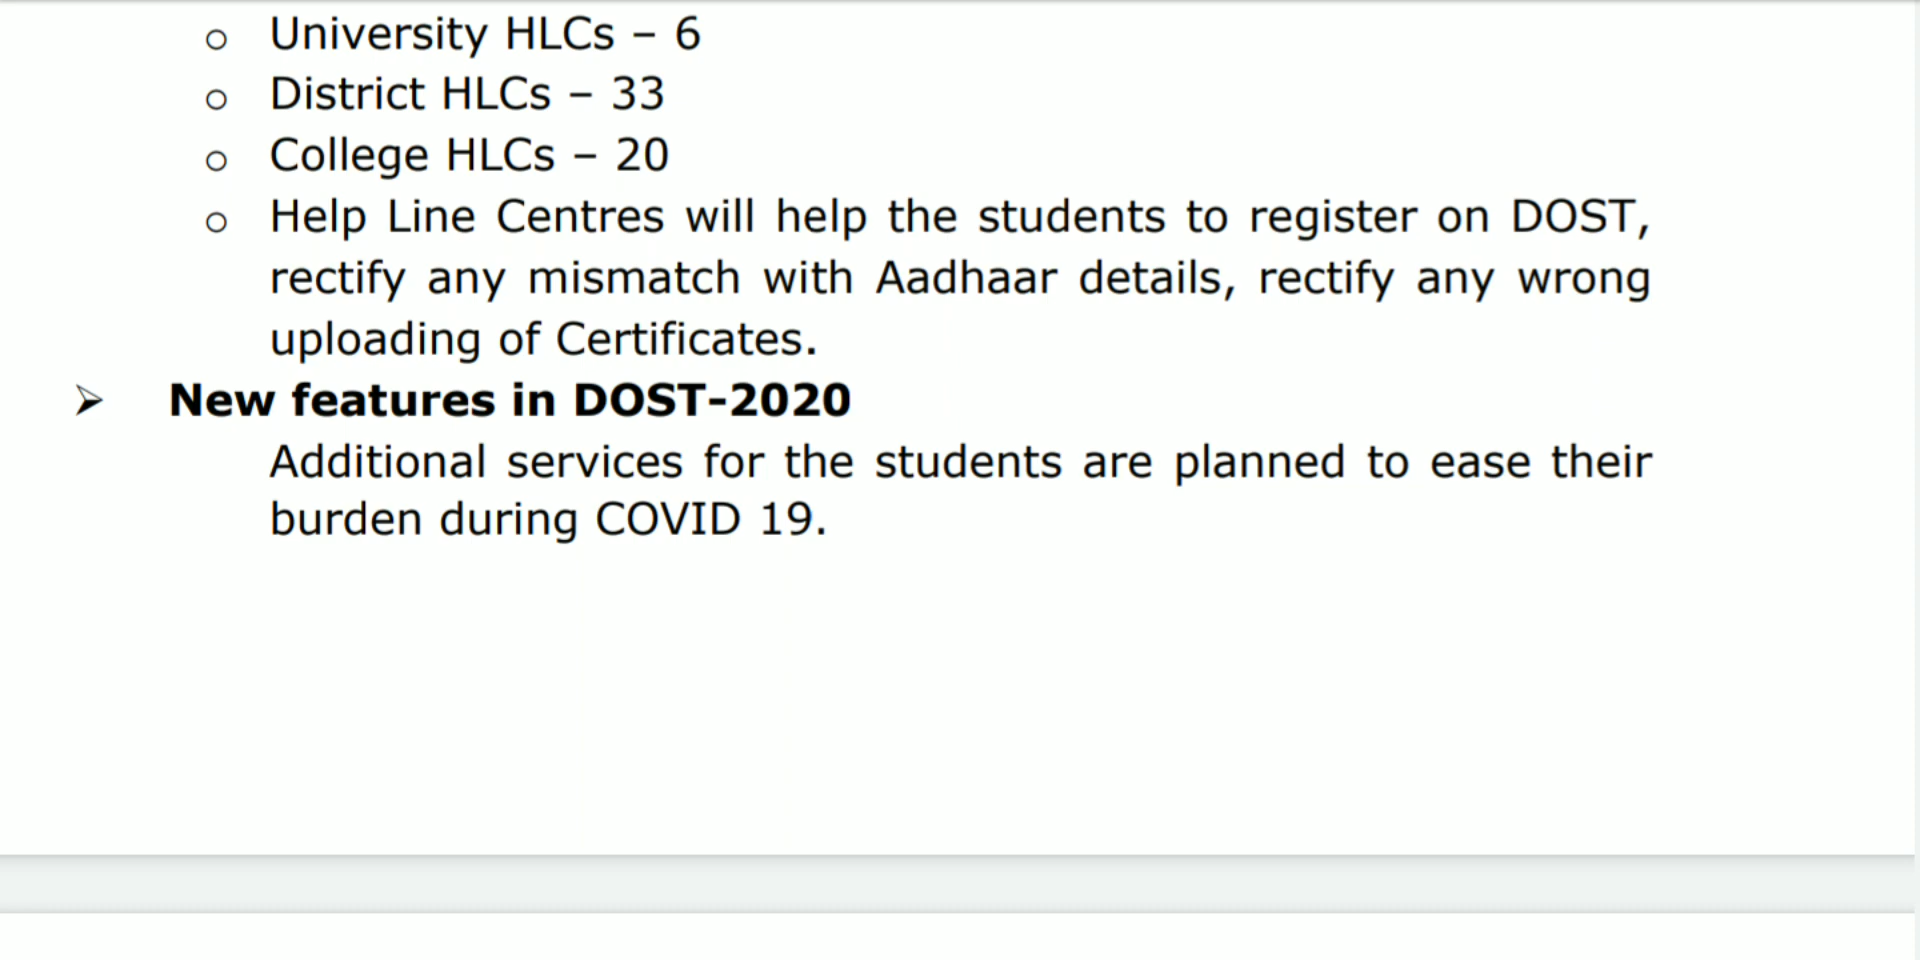 o University HLCs – 6
o District HLCs – 33
o College HLCs – 20
o Help Line Centres will help the students to register on DOST,
rectify any mismatch with Aadhaar details, rectify any wrong
uploading of Certificates.
➢ New features in DOST-2020
Additional services for the students are planned to ease their
burden during COVID 19.